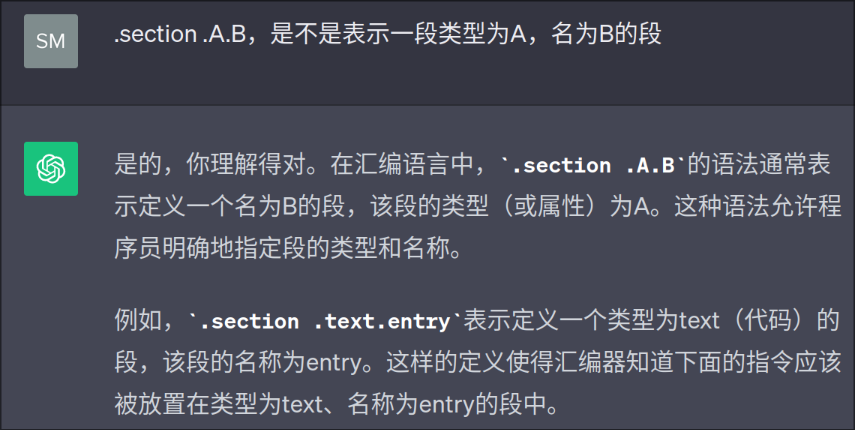 SM
.section .A.B，是不是表示一段类型为A，名为B的段
是的，你理解得对。在汇编语言中，`.section .A.B`的语法通常表
示定义一个名为B的段，该段的类型（或属性）为A。这种语法允许程
序员明确地指定段的类型和名称。
例如，`.section .text.entry`表示定义一个类型为text（代码）的
段，该段的名称为entry。这样的定义使得汇编器知道下面的指令应该
被放置在类型为text、名称为entry的段中。